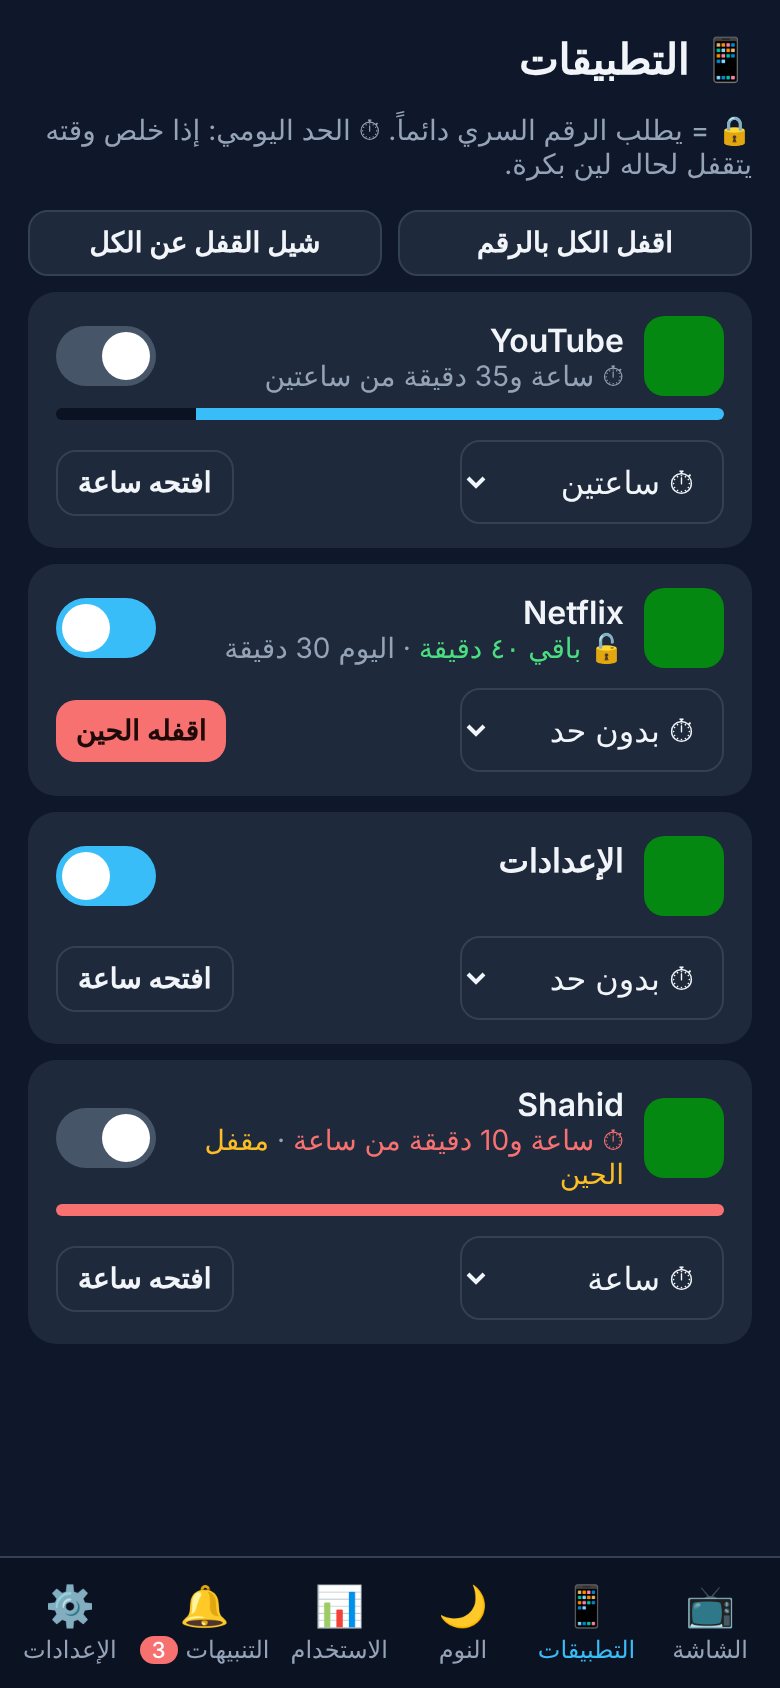 📱 التطبيقات
🔒 = يطلب الرقم السري دائماً. ⏱ الحد اليومي: إذا خلص وقته
يتقفل لحاله لين بكرة.
اقفل الكل بالرقم
شيل القفل عن الكل
YouTube
⏱ ساعة و35 دقيقة من ساعتين
⏱ ساعتين
افتحه ساعة
Netflix
🔓 باقي ٤٠ دقيقة · اليوم 30 دقيقة
⏱ بدون حد
اقفله الحين
الإعدادات
⏱ بدون حد
افتحه ساعة
Shahid
⏱ ساعة و10 دقيقة من ساعة · مقفل
الحين
⏱ ساعة
افتحه ساعة
📺 الشاشة
📱 التطبيقات
🌙 النوم
📊 الاستخدام
🔔 التنبيهات 3
⚙️ الإعدادات